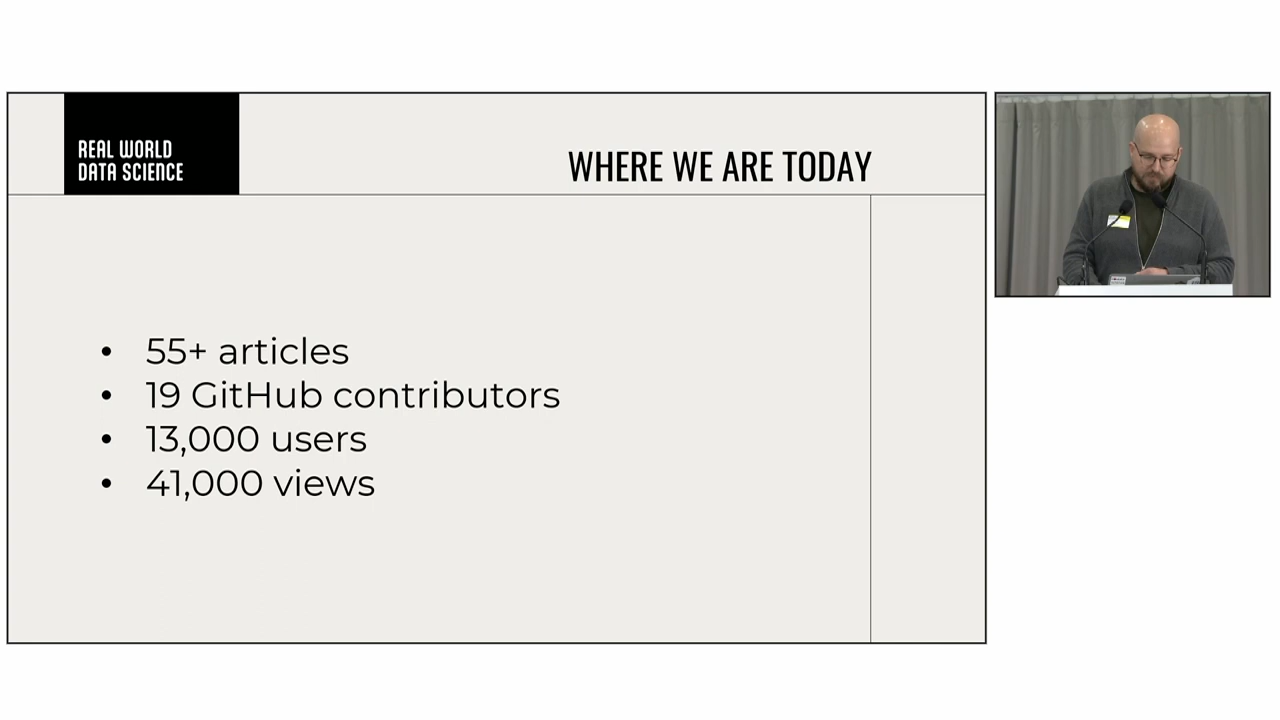 REAL WORLD
DATA SCIENCE
WHERE WE ARE TODAY
• 55+ articles
• 19 GitHub contributors
• 13,000 users
• 41,000 views